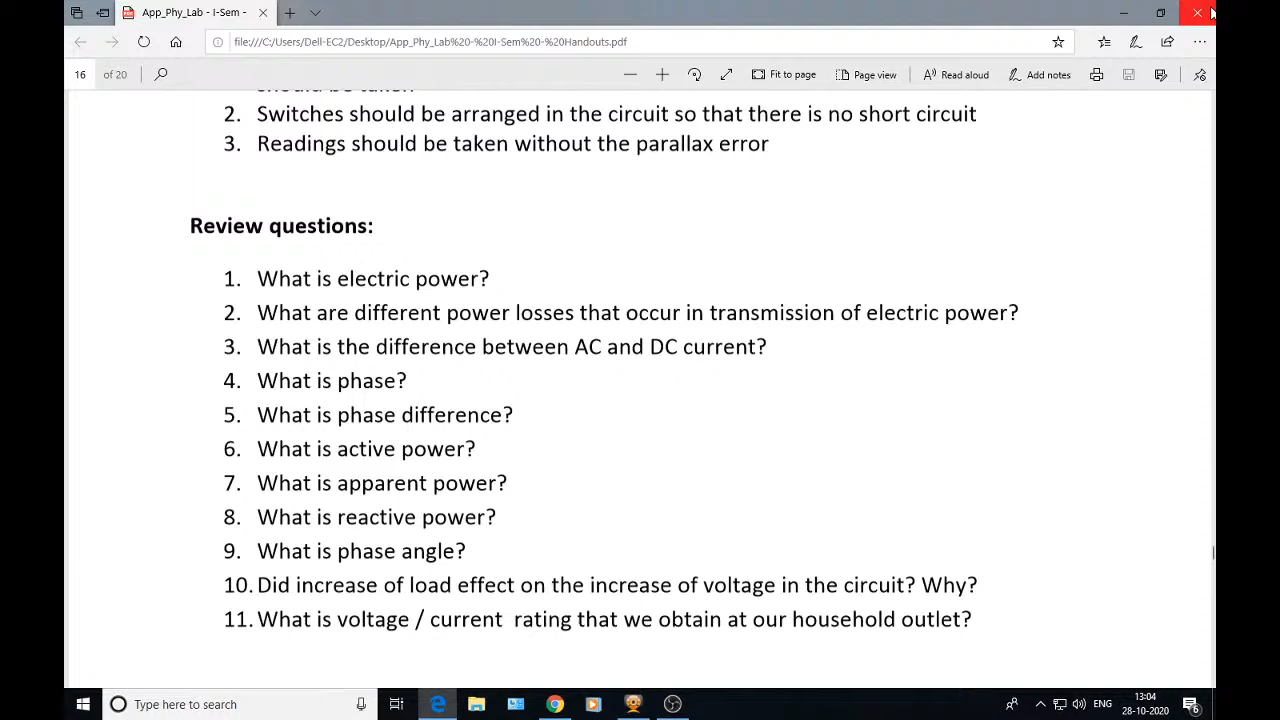 App_Phy_Lab - I-Sem -
file:///C:/Users/Dell-EC2/Desktop/App_Phy_Lab%20-%20I-Sem%20-%20Handouts.pdf
16 of 20 Fit to page Page view Read aloud Add notes
should be taken
2. Switches should be arranged in the circuit so that there is no short circuit
3. Readings should be taken without the parallax error
Review questions:
1. What is electric power?
2. What are different power losses that occur in transmission of electric power?
3. What is the difference between AC and DC current?
4. What is phase?
5. What is phase difference?
6. What is active power?
7. What is apparent power?
8. What is reactive power?
9. What is phase angle?
10. Did increase of load effect on the increase of voltage in the circuit? Why?
11. What is voltage / current  rating that we obtain at our household outlet?
Type here to search
ENG
13:04
28-10-2020
6